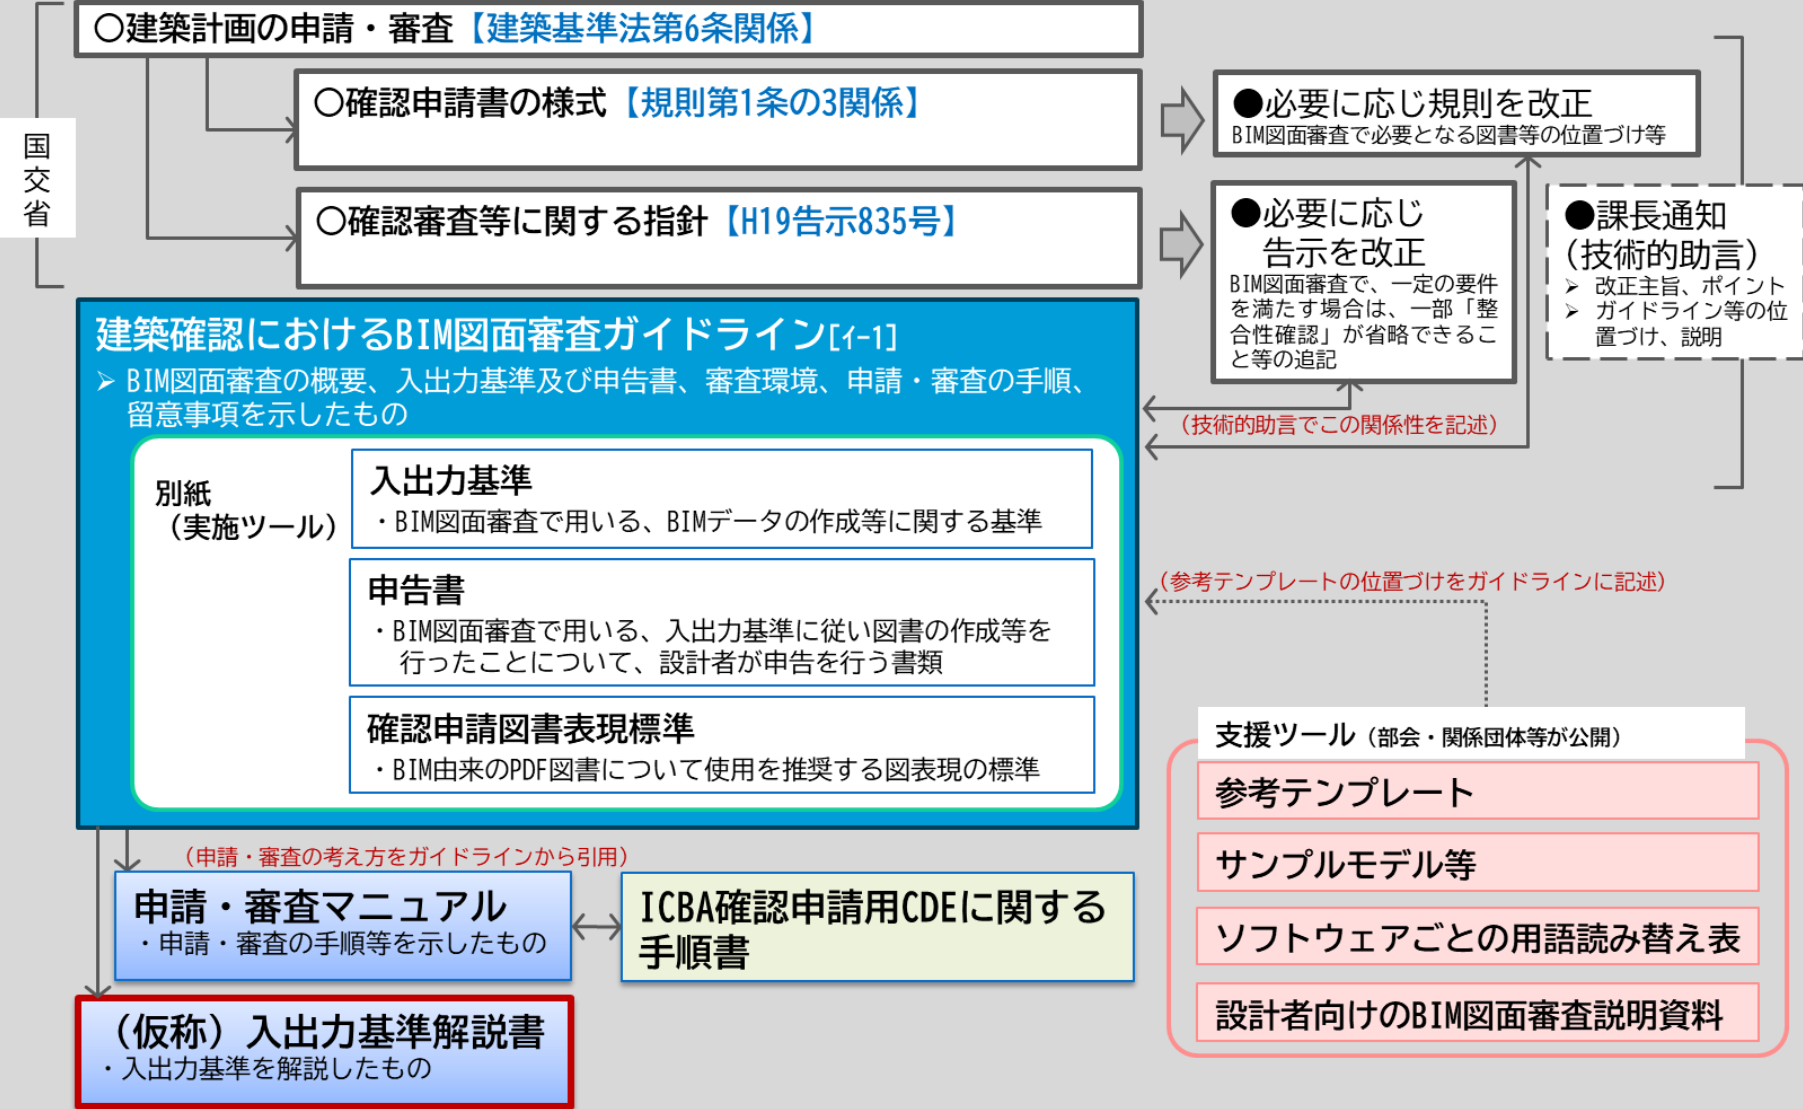 〇建築計画の申請・審査【建築基準法第6条関係】
国交省
〇確認申請書の様式【規則第1条の3関係】
●必要に応じ規則を改正
BIM図面審査で必要となる図書等の位置づけ等
〇確認審査等に関する指針【H19告示835号】
●必要に応じ
告示を改正
BIM図面審査で、一定の要件
を満たす場合は、一部「整
合性確認」が省略できるこ
と等の追記
●課長通知
(技術的助言)
➢ 改正主旨、ポイント
➢ ガイドライン等の位
置づけ、説明
建築確認におけるBIM図面審査ガイドライン[ｲ-1]
➢ BIM図面審査の概要、入出力基準及び申告書、審査環境、申請・審査の手順、
留意事項を示したもの
(技術的助言でこの関係性を記述)
別紙
(実施ツール)
入出力基準
・BIM図面審査で用いる、BIMデータの作成等に関する基準
申告書
・BIM図面審査で用いる、入出力基準に従い図書の作成等を
行ったことについて、設計者が申告を行う書類
確認申請図書表現標準
・BIM由来のPDF図書について使用を推奨する図表現の標準
(参考テンプレートの位置づけをガイドラインに記述)
支援ツール(部会・関係団体等が公開)
参考テンプレート
サンプルモデル等
ソフトウェアごとの用語読み替え表
設計者向けのBIM図面審査説明資料
(申請・審査の考え方をガイドラインから引用)
申請・審査マニュアル
・申請・審査の手順等を示したもの
ICBA確認申請用CDEに関する
手順書
(仮称)入出力基準解説書
・入出力基準を解説したもの